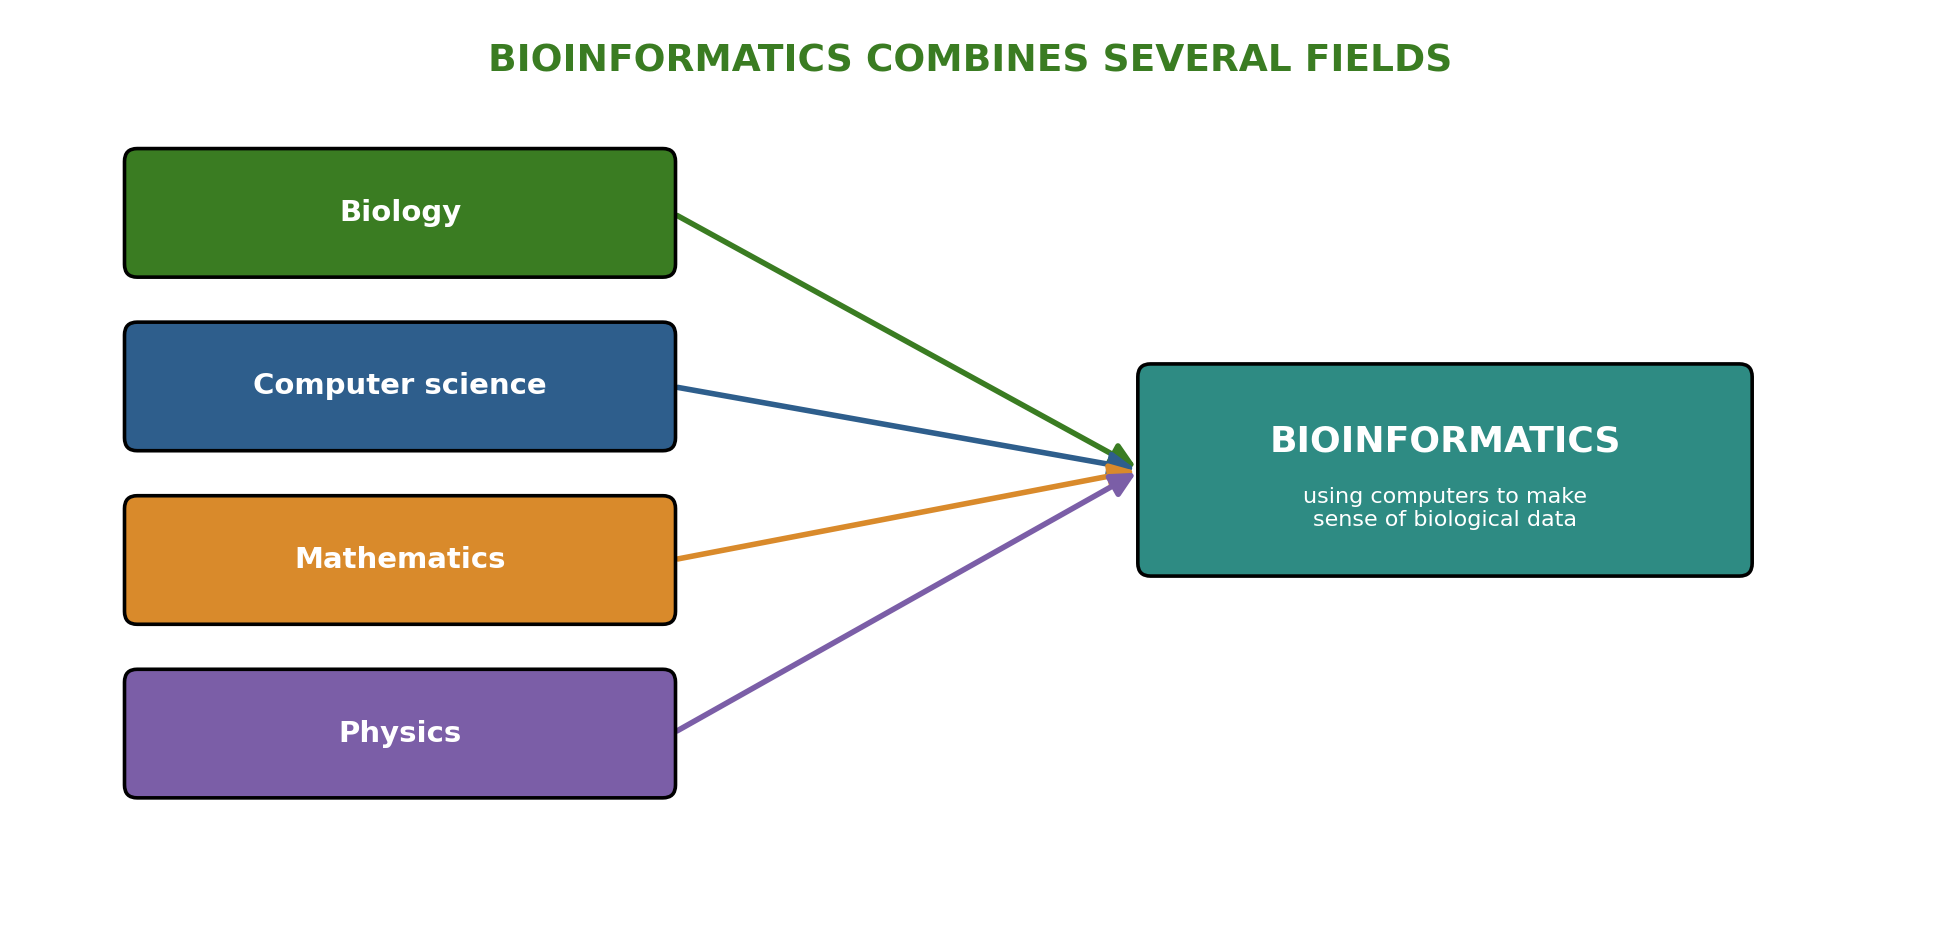 BIOINFORMATICS COMBINES SEVERAL FIELDS
Biology
Computer science
Mathematics
Physics
BIOINFORMATICS
using computers to make
sense of biological data